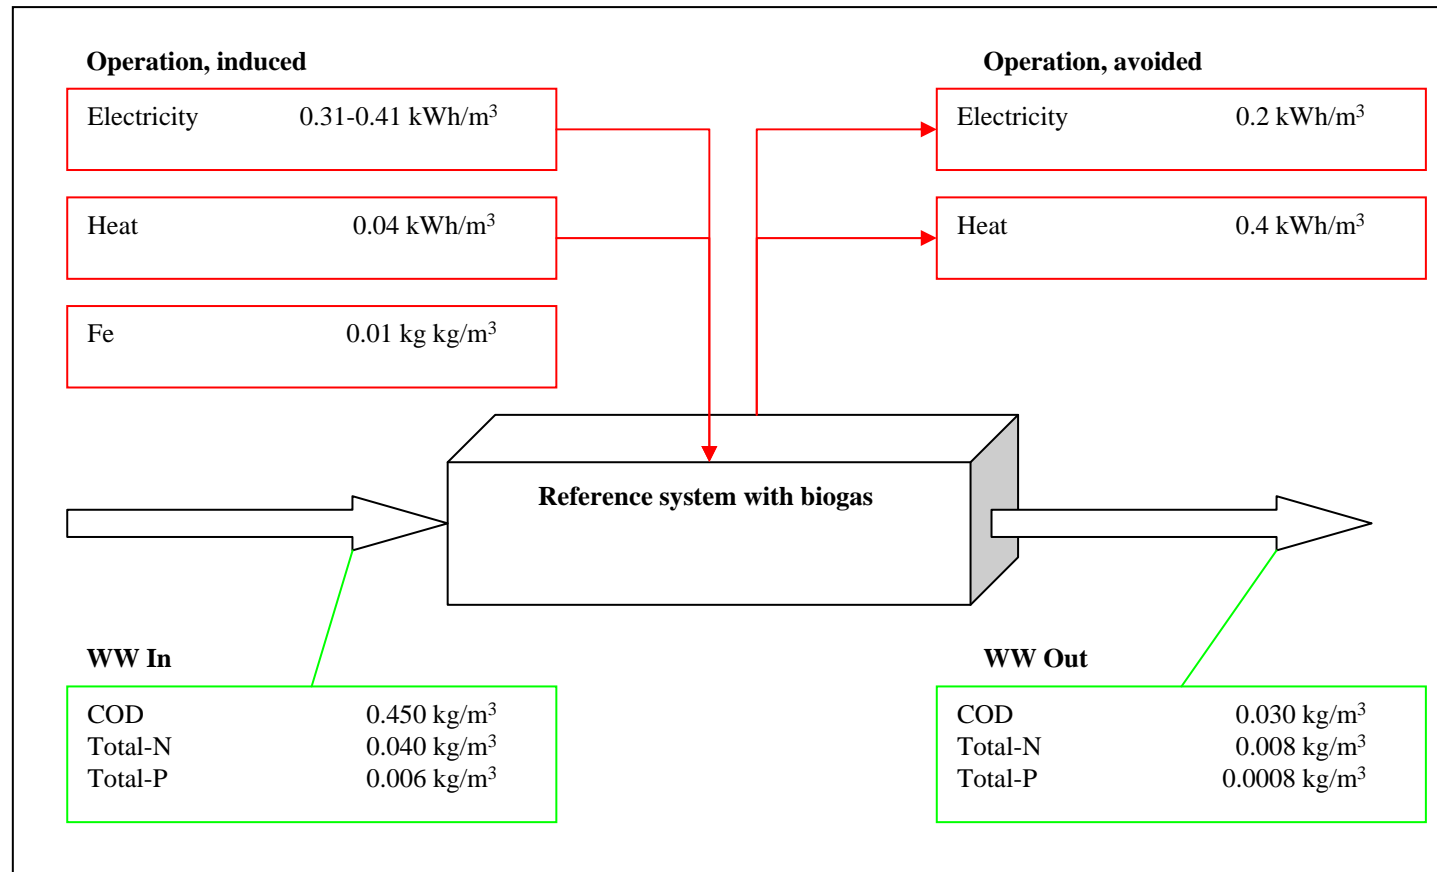 Operation, induced
Electricity 0.31-0.41 kWh/m³
Heat 0.04 kWh/m³
Fe 0.01 kg kg/m³
Operation, avoided
Electricity 0.2 kWh/m³
Heat 0.4 kWh/m³
Reference system with biogas
WW In
COD 0.450 kg/m³
Total-N 0.040 kg/m³
Total-P 0.006 kg/m³
WW Out
COD 0.030 kg/m³
Total-N 0.008 kg/m³
Total-P 0.0008 kg/m³